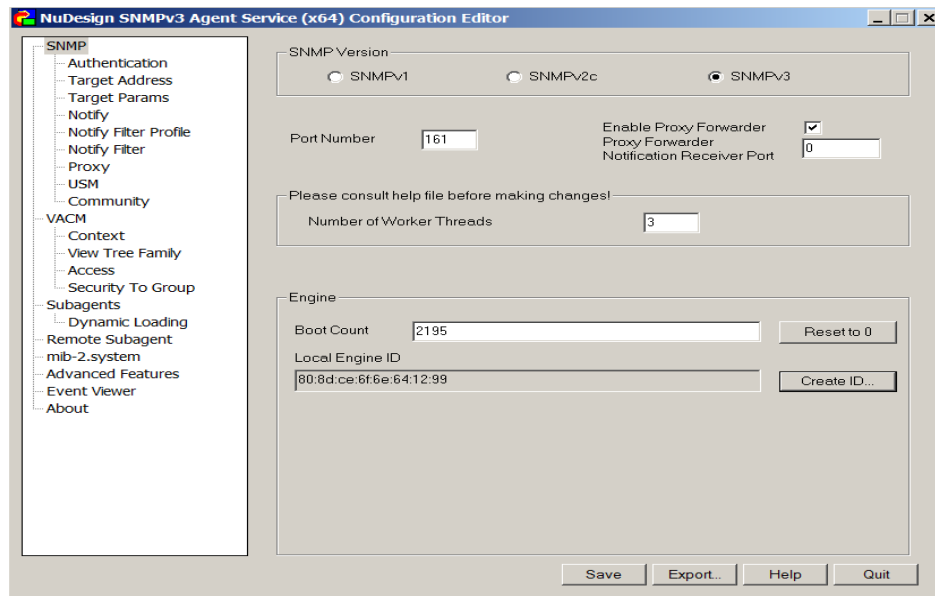 NuDesign SNMPv3 Agent Service (x64) Configuration Editor
SNMP
Authentication
Target Address
Target Params
Notify
Notify Filter Profile
Notify Filter
Proxy
USM
Community
VACM
Context
View Tree Family
Access
Security To Group
Subagents
Dynamic Loading
Remote Subagent
mib-2.system
Advanced Features
Event Viewer
About
SNMP Version
SNMPv1
SNMPv2c
SNMPv3
Port Number
161
Enable Proxy Forwarder
Proxy Forwarder
Notification Receiver Port
0
Please consult help file before making changes!
Number of Worker Threads
3
Engine
Boot Count
2195
Reset to 0
Local Engine ID
80:8d:ce:6f:6e:64:12:99
Create ID...
Save
Export...
Help
Quit